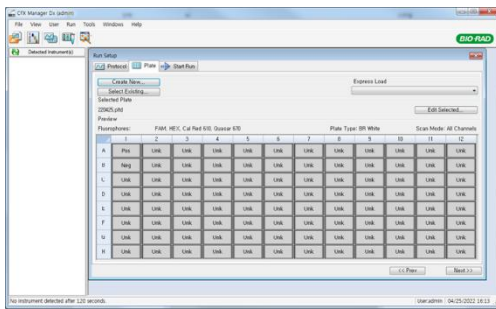 CFX Manager Dx (admin)
File View User Run Tools Windows Help
BIO-RAD
Detected Instrument(s)
Run Setup
Protocol Plate Start Run
Create New...
Express Load
Select Existing...
Selected Plate
220425.pltd
Edit Selected...
Preview
Fluorophores: FAM, HEX, Cal Red 610, Quasar 670 Plate Type: BR White Scan Mode: All Channels
1 2 3 4 5 6 7 8 9 10 11 12
A Pos Unk Unk Unk Unk Unk Unk Unk Unk Unk Unk Unk
B Neg Unk Unk Unk Unk Unk Unk Unk Unk Unk Unk Unk
C Unk Unk Unk Unk Unk Unk Unk Unk Unk Unk Unk Unk
D Unk Unk Unk Unk Unk Unk Unk Unk Unk Unk Unk Unk
E Unk Unk Unk Unk Unk Unk Unk Unk Unk Unk Unk Unk
F Unk Unk Unk Unk Unk Unk Unk Unk Unk Unk Unk Unk
G Unk Unk Unk Unk Unk Unk Unk Unk Unk Unk Unk Unk
H Unk Unk Unk Unk Unk Unk Unk Unk Unk Unk Unk Unk
<< Prev Next >>
No instrument detected after 120 seconds. User: admin 04/25/2022 16:13